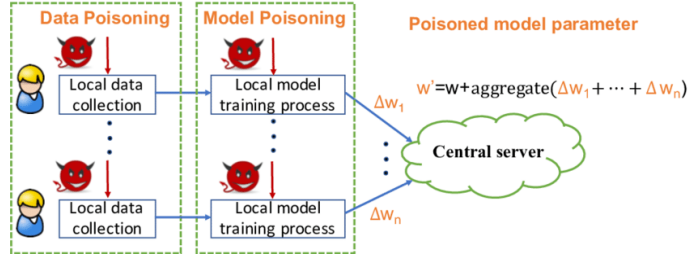 Data Poisoning
Model Poisoning
Poisoned model parameter
Local data
collection
Local model
training process
w'=w+aggregate(Δw₁+ ··· + Δwₙ)
Δw₁
Central server
Local data
collection
Local model
training process
Δwₙ